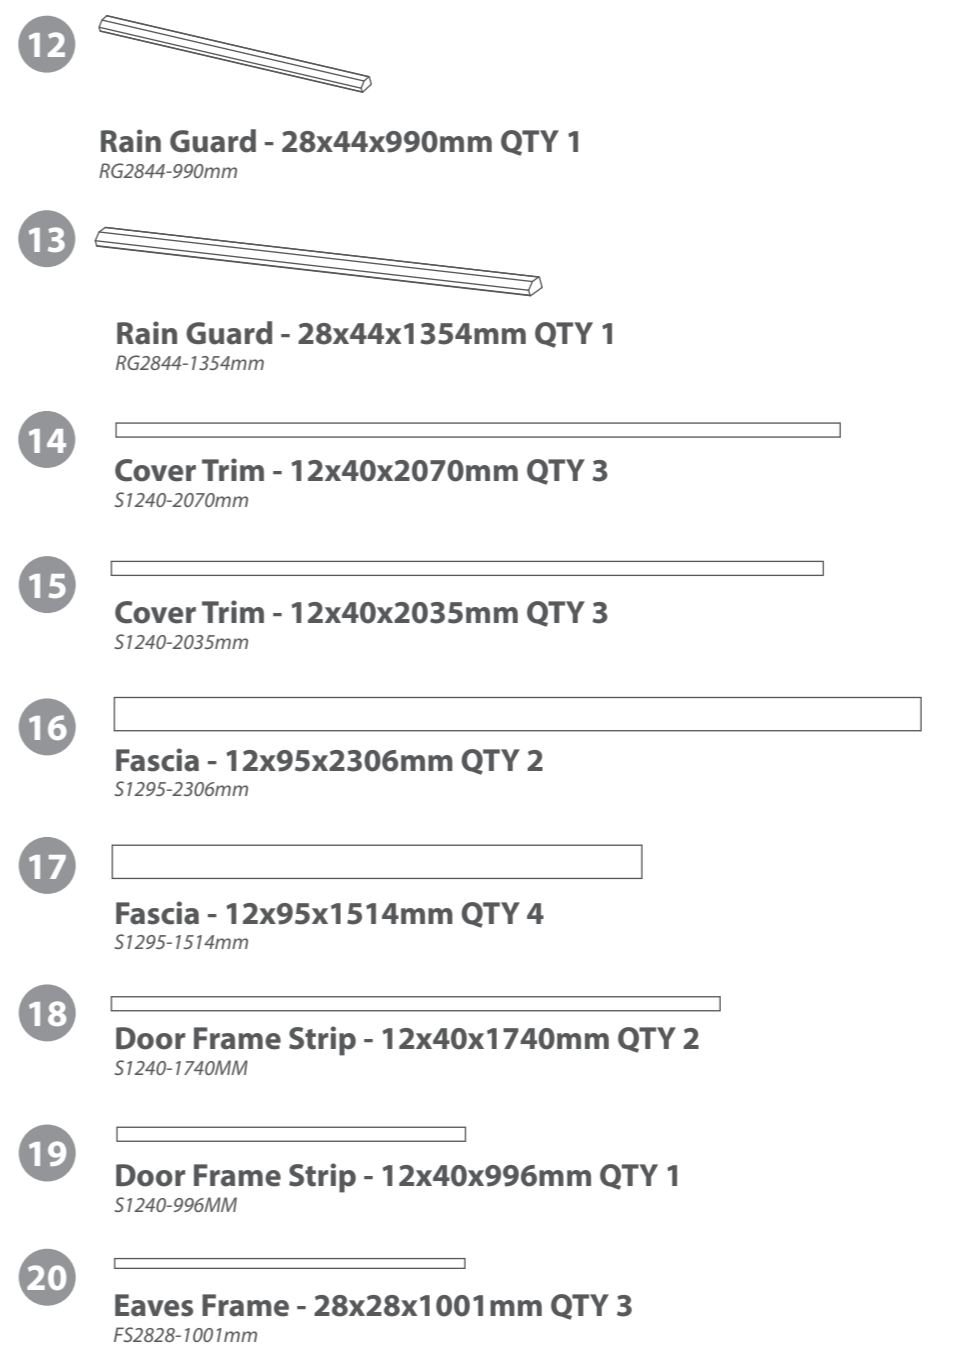 12
Rain Guard - 28x44x990mm QTY 1
RG2844-990mm
13
Rain Guard - 28x44x1354mm QTY 1
RG2844-1354mm
14
Cover Trim - 12x40x2070mm QTY 3
S1240-2070mm
15
Cover Trim - 12x40x2035mm QTY 3
S1240-2035mm
16
Fascia - 12x95x2306mm QTY 2
S1295-2306mm
17
Fascia - 12x95x1514mm QTY 4
S1295-1514mm
18
Door Frame Strip - 12x40x1740mm QTY 2
S1240-1740MM
19
Door Frame Strip - 12x40x996mm QTY 1
S1240-996MM
20
Eaves Frame - 28x28x1001mm QTY 3
FS2828-1001mm